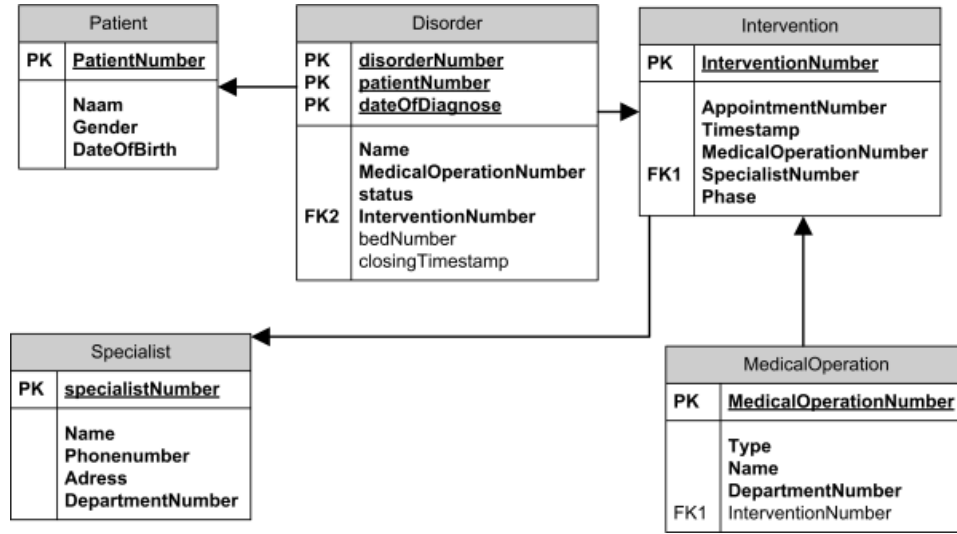 Patient
PK PatientNumber
Naam
Gender
DateOfBirth
Disorder
PK disorderNumber
PK patientNumber
PK dateOfDiagnose
Name
MedicalOperationNumber
status
FK2 InterventionNumber
bedNumber
closingTimestamp
Intervention
PK InterventionNumber
AppointmentNumber
Timestamp
MedicalOperationNumber
FK1 SpecialistNumber
Phase
Specialist
PK specialistNumber
Name
Phonenumber
Adress
DepartmentNumber
MedicalOperation
PK MedicalOperationNumber
Type
Name
DepartmentNumber
FK1 InterventionNumber